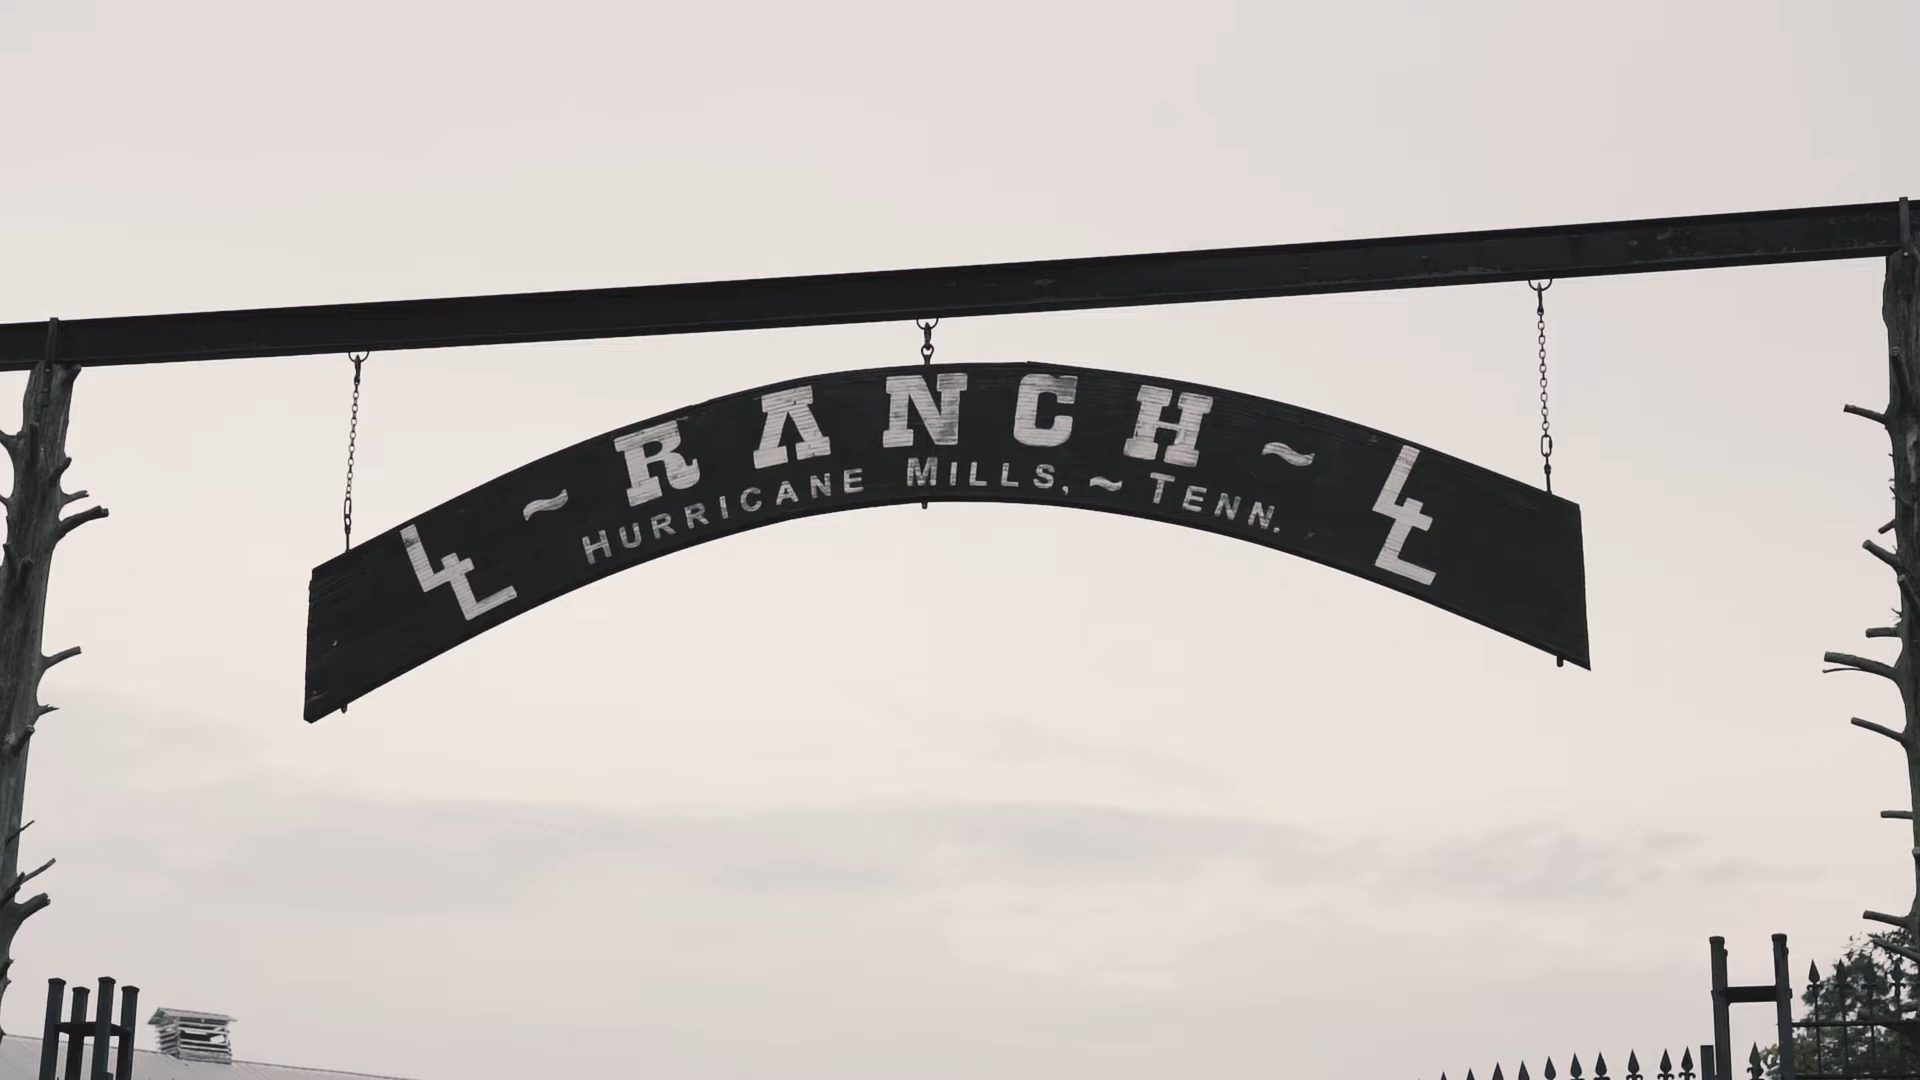 LL ~ RANCH ~ LL
HURRICANE MILLS, ~ TENN.